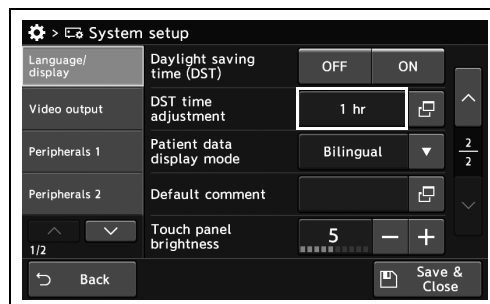 > System setup
Language/
display
Video output
Peripherals 1
Peripherals 2
1/2
Daylight saving
time (DST)
OFF
ON
DST time
adjustment
1 hr
Patient data
display mode
Bilingual
Default comment
Touch panel
brightness
5
2
2
Back
Save &
Close